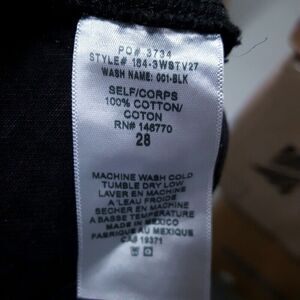 PO# 3734
STYLE# 184-3WBTV27
WASH NAME: 001-BLK
SELF/CORPS
100% COTTON/
COTON
RN# 146770
28
MACHINE WASH COLD
TUMBLE DRY LOW
LAVER EN MACHINE
A L'EAU FROIDE
SECHER EN MACHINE
A BASSE TEMPERATURE
MADE IN MEXICO
FABRIQUE AU MEXIQUE
CA# 19371